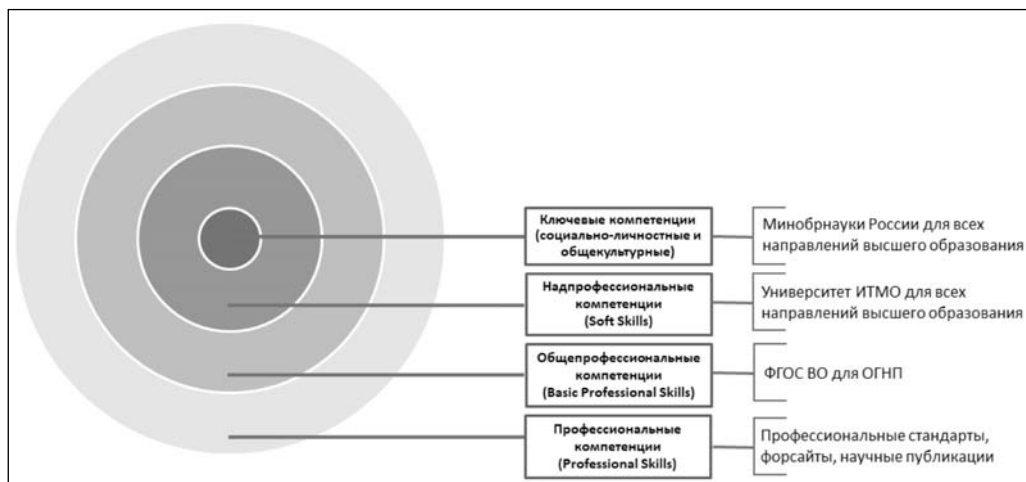 Ключевые компетенции
(социально-личностные и
общекультурные)
Минобрнауки России для всех
направлений высшего образования
Надпрофессиональные
компетенции
(Soft Skills)
Университет ИТМО для всех
направлений высшего образования
Общепрофессиональные
компетенции
(Basic Professional Skills)
ФГОС ВО для ОГНП
Профессиональные
компетенции
(Professional Skills)
Профессиональные стандарты,
форсайты, научные публикации